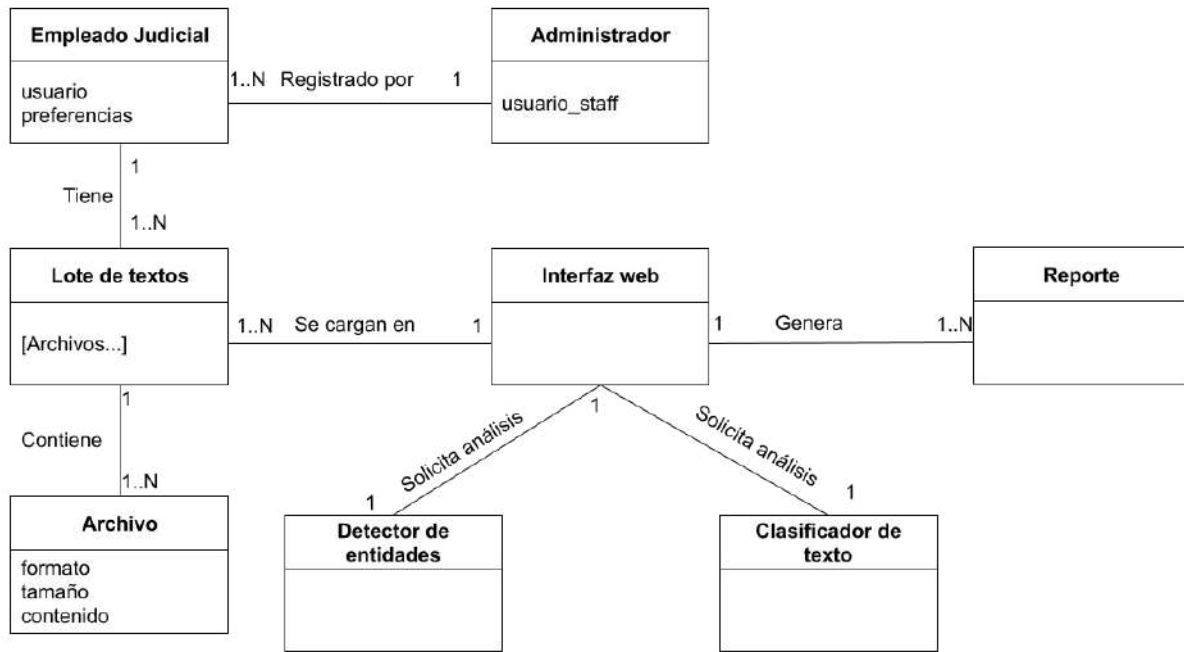 Empleado Judicial
usuario
preferencias
1..N Registrado por 1
Administrador
usuario_staff
1
Tiene
1..N
Lote de textos
[Archivos...]
1..N Se cargan en 1
Interfaz web
1 Genera 1..N
Reporte
1
Contiene
1..N
Archivo
formato
tamaño
contenido
1
Solicita análisis
1
Solicita análisis
1
Detector de
entidades
Clasificador de
texto